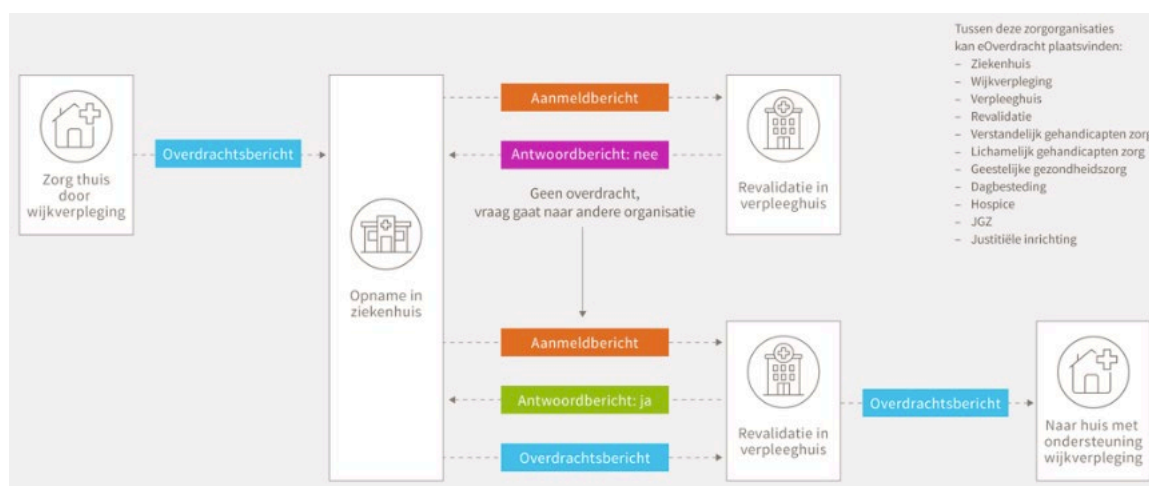 Zorg thuis
door
wijkverpleging
Overdrachtsbericht
Opname in
ziekenhuis
Aanmeldbericht
Antwoordbericht: nee
Geen overdracht,
vraag gaat naar andere organisatie
Revalidatie in
verpleeghuis
Aanmeldbericht
Antwoordbericht: ja
Overdrachtsbericht
Revalidatie in
verpleeghuis
Overdrachtsbericht
Naar huis met
ondersteuning
wijkverpleging
Tussen deze zorgorganisaties
kan eOverdracht plaatsvinden:
– Ziekenhuis
– Wijkverpleging
– Verpleeghuis
– Revalidatie
– Verstandelijk gehandicapten zorg
– Lichamelijk gehandicapten zorg
– Geestelijke gezondheidszorg
– Dagbesteding
– Hospice
– JGZ
– Justitiële inrichting